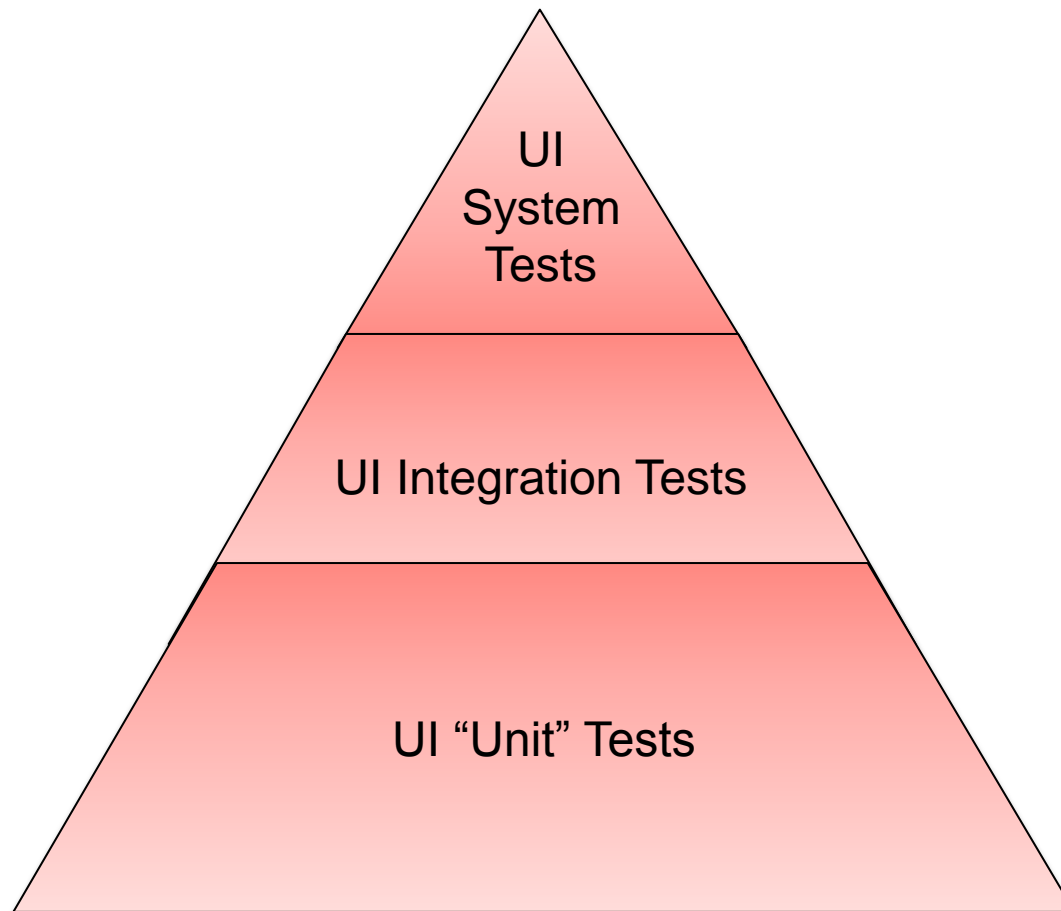 UI
System
Tests
UI Integration Tests
UI “Unit” Tests